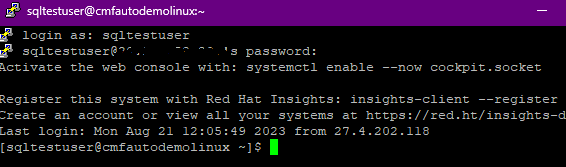 sqltestuser@cmfautodemolinux:~
login as: sqltestuser
sqltestuser@ 's password:
Activate the web console with: systemctl enable --now cockpit.socket
Register this system with Red Hat Insights: insights-client --register
Create an account or view all your systems at https://red.ht/insights-d
Last login: Mon Aug 21 12:05:49 2023 from 27.4.202.118
[sqltestuser@cmfautodemolinux ~]$